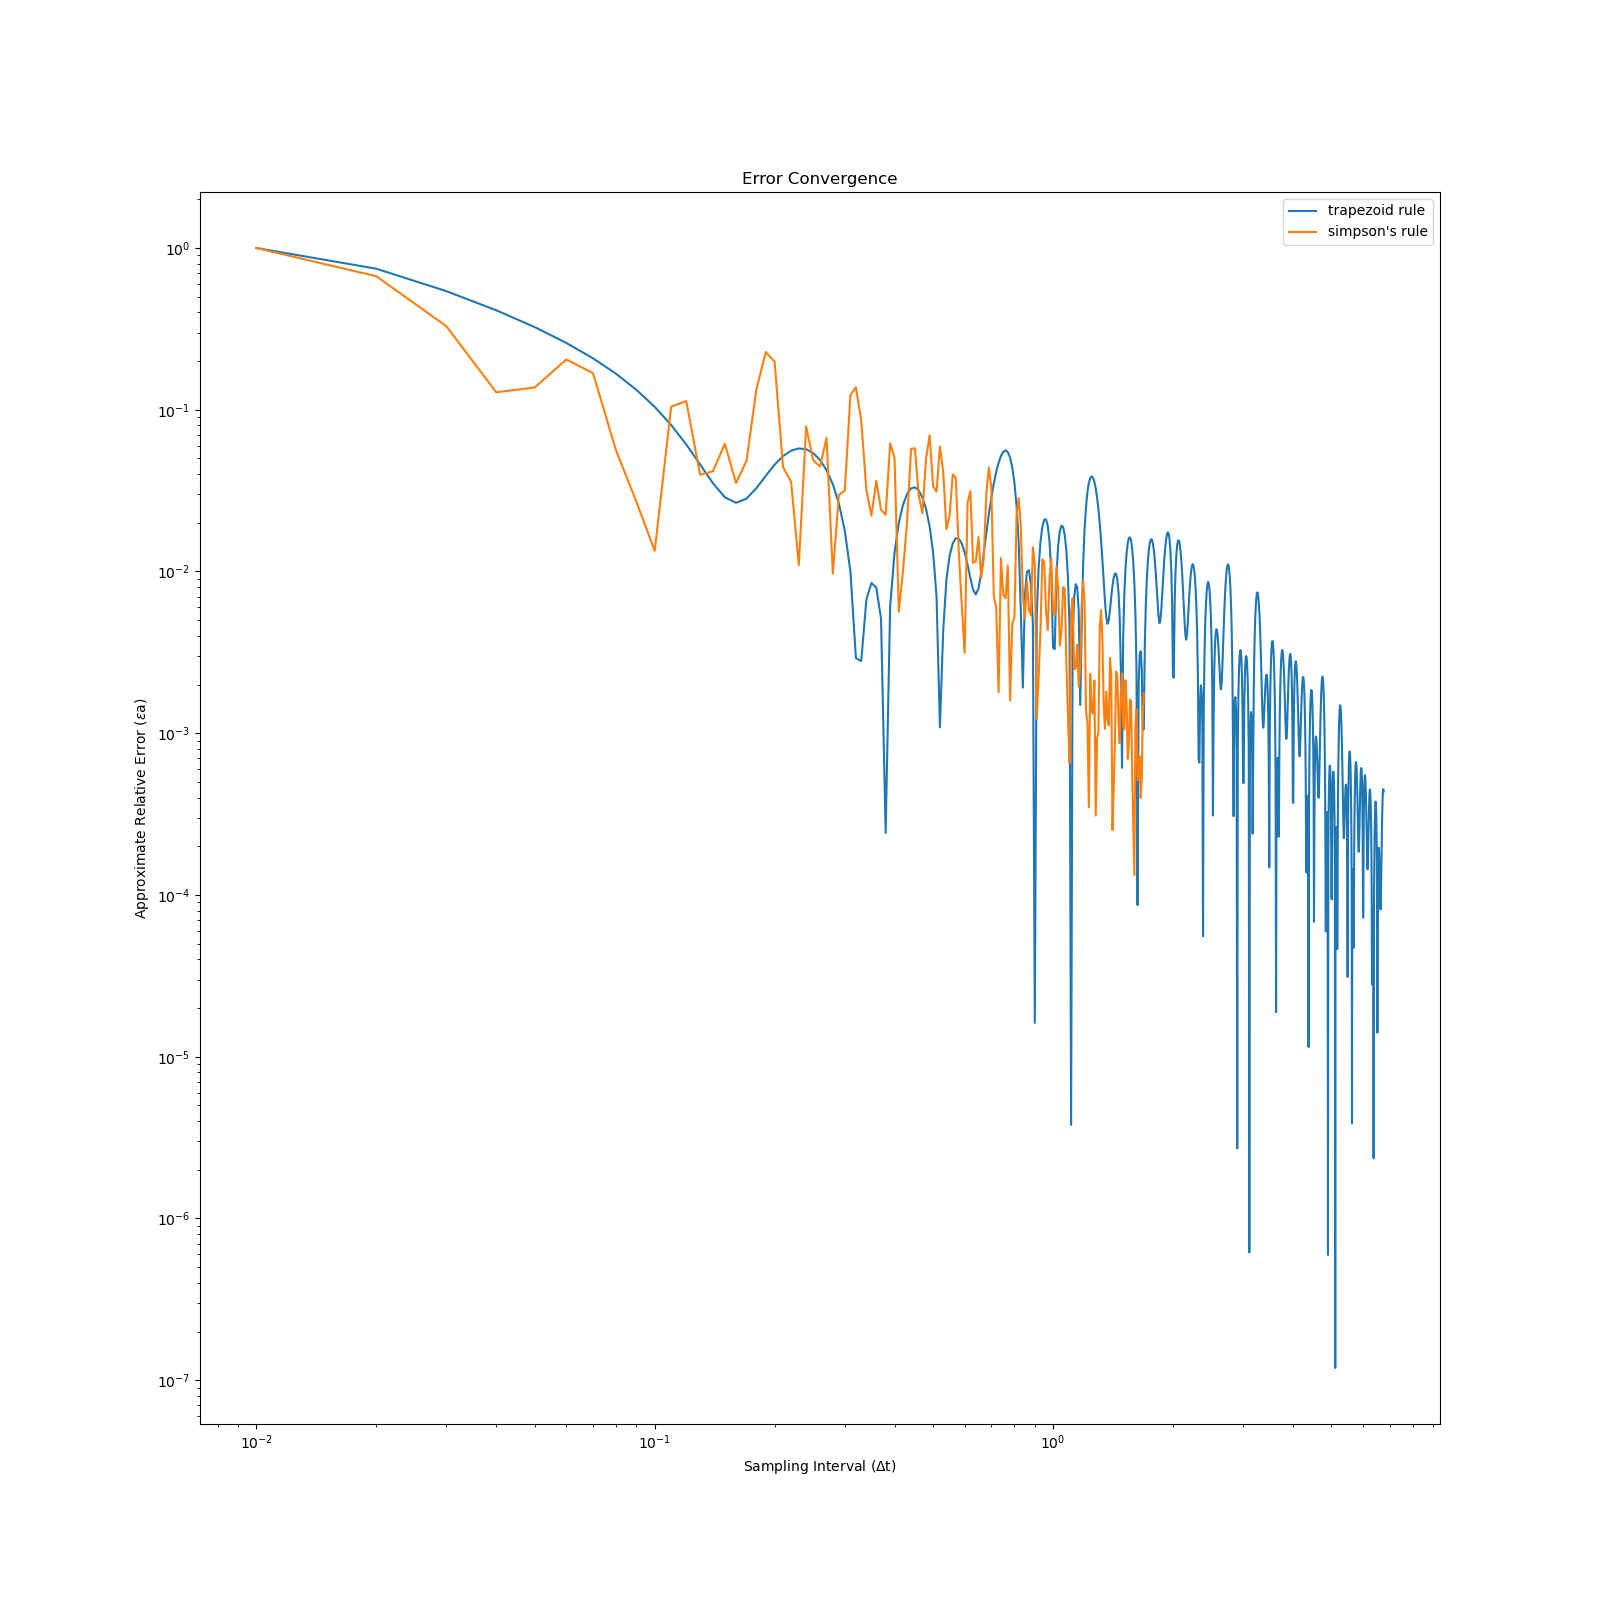 Error Convergence
trapezoid rule
simpson's rule
10⁰
10⁻¹
10⁻²
10⁻³
10⁻⁴
10⁻⁵
10⁻⁶
10⁻⁷
Approximate Relative Error (εa)
10⁻² 10⁻¹ 10⁰
Sampling Interval (Δt)